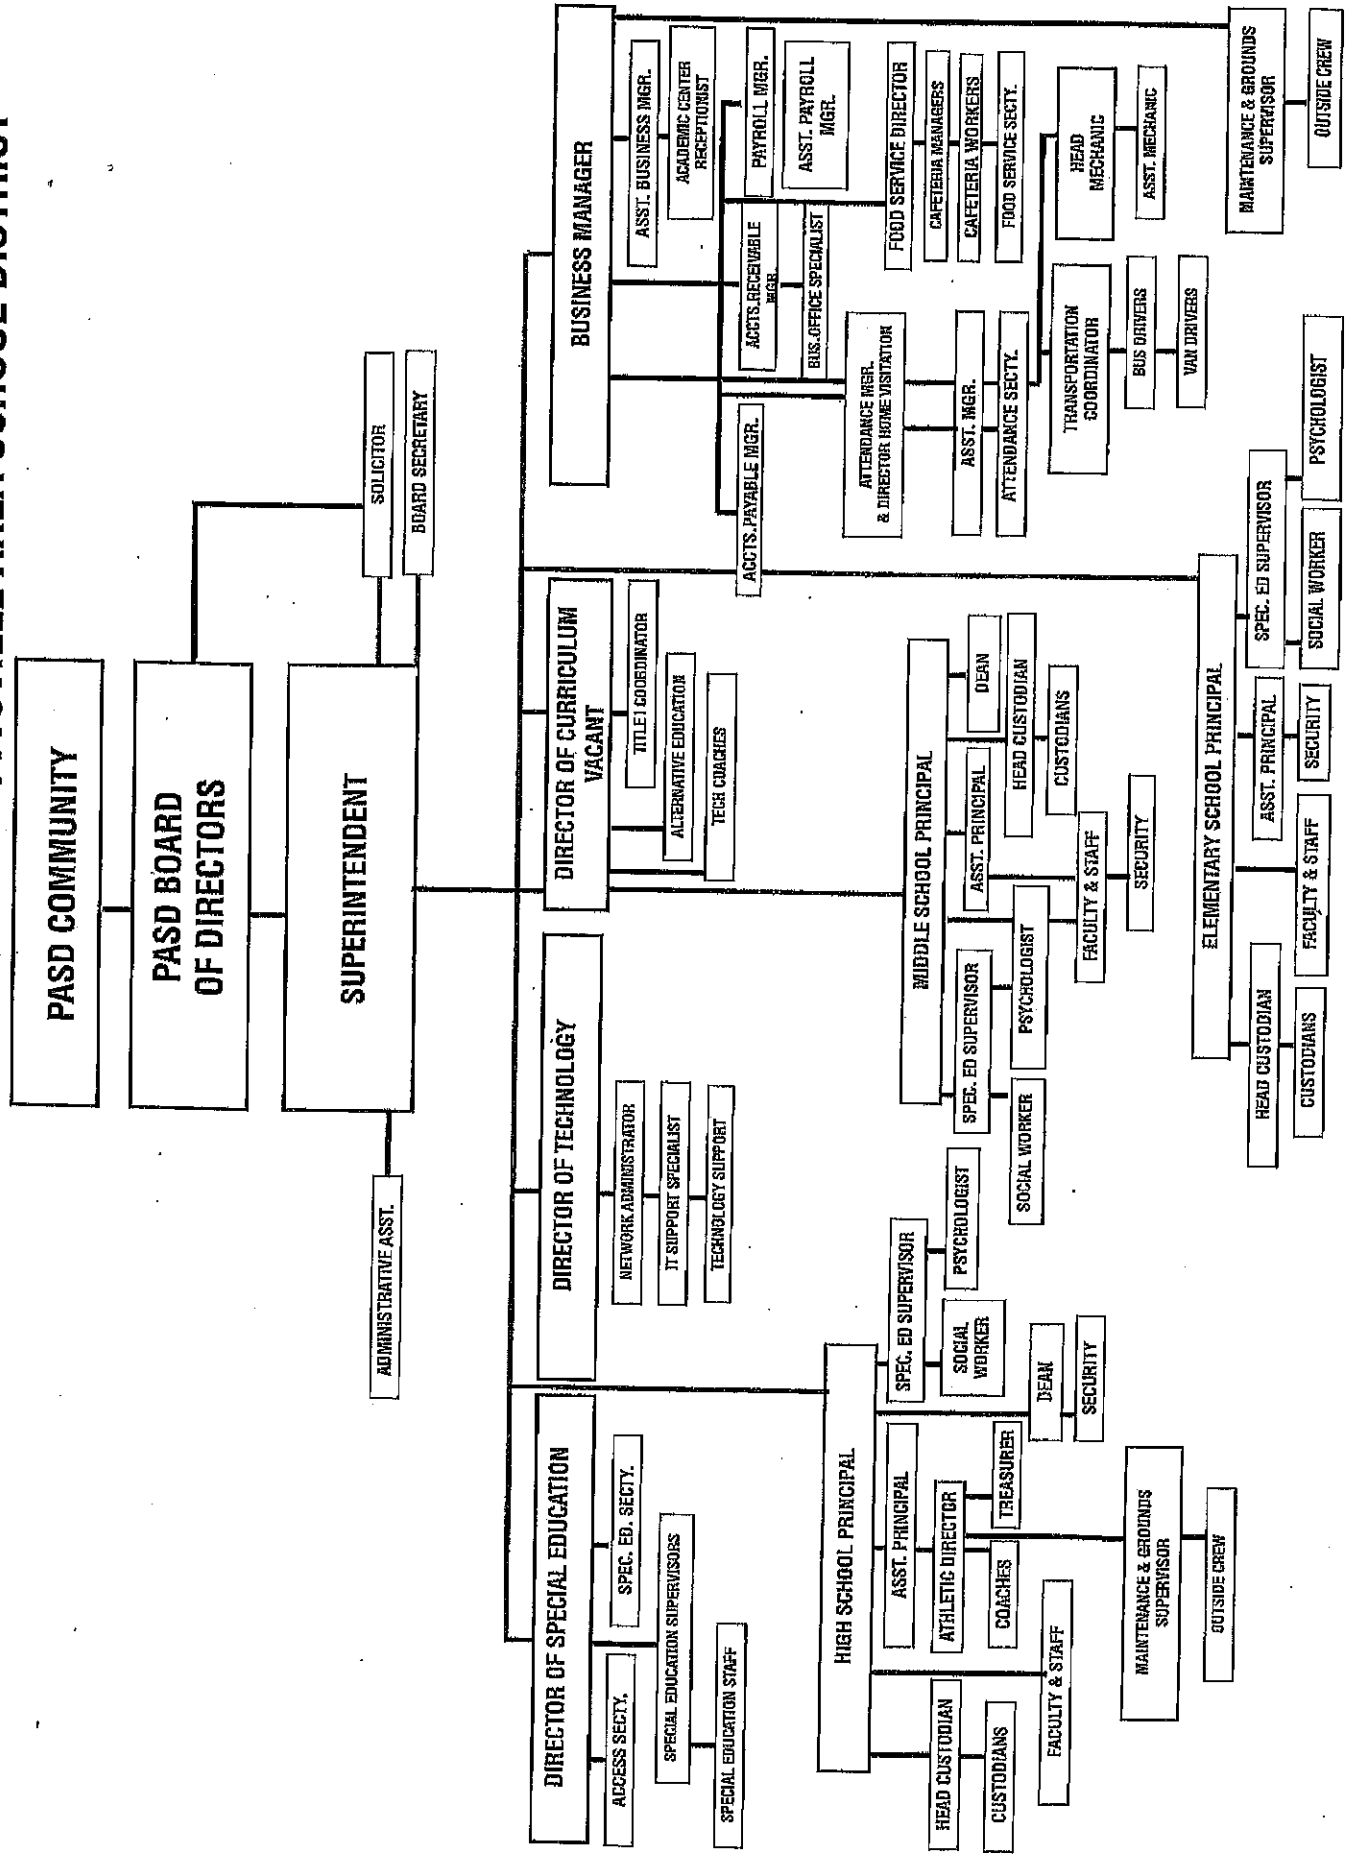 AREA SCHOOL DISTRICT
PASD COMMUNITY
PASD BOARD
OF DIRECTORS
SUPERINTENDENT
SOLICITOR
BOARD SECRETARY
ADMINISTRATIVE ASST.
DIRECTOR OF SPECIAL EDUCATION
ACCESS SECTY.
SPEC. ED. SECTY.
SPECIAL EDUCATION SUPERVISORS
SPECIAL EDUCATION STAFF
DIRECTOR OF TECHNOLOGY
NETWORK ADMINISTRATOR
IT SUPPORT SPECIALIST
TECHNOLOGY SUPPORT
DIRECTOR OF CURRICULUM
VACANT
TITLE I COORDINATOR
ALTERNATIVE EDUCATION
TECH COACHES
BUSINESS MANAGER
ASST. BUSINESS MGR.
ACADEMIC CENTER
RECEPTIONIST
ACCTS. PAYABLE MGR.
ACCTS. RECEIVABLE
MGR.
BUS. OFFICE SPECIALIST
PAYROLL MGR.
ASST. PAYROLL
MGR.
ATTENDANCE MGR.
& DIRECTOR HOME VISITATION
ASST. MGR.
ATTENDANCE SECTY.
FOOD SERVICE DIRECTOR
CAFETERIA MANAGERS
CAFETERIA WORKERS
FOOD SERVICE SECTY.
TRANSPORTATION
COORDINATOR
BUS DRIVERS
VAN DRIVERS
HEAD
MECHANIC
ASST. MECHANIC
MAINTENANCE & GROUNDS
SUPERVISOR
OUTSIDE CREW
HIGH SCHOOL PRINCIPAL
HEAD CUSTODIAN
CUSTODIANS
FACULTY & STAFF
ASST. PRINCIPAL
ATHLETIC DIRECTOR
COACHES
TREASURER
MAINTENANCE & GROUNDS
SUPERVISOR
OUTSIDE CREW
SPEC. ED SUPERVISOR
SOCIAL
WORKER
PSYCHOLOGIST
DEAN
SECURITY
MIDDLE SCHOOL PRINCIPAL
SPEC. ED SUPERVISOR
SOCIAL WORKER
PSYCHOLOGIST
ASST. PRINCIPAL
DEAN
HEAD CUSTODIAN
CUSTODIANS
FACULTY & STAFF
SECURITY
ELEMENTARY SCHOOL PRINCIPAL
HEAD CUSTODIAN
CUSTODIANS
FACULTY & STAFF
ASST. PRINCIPAL
SECURITY
SPEC. ED SUPERVISOR
SOCIAL WORKER
PSYCHOLOGIST